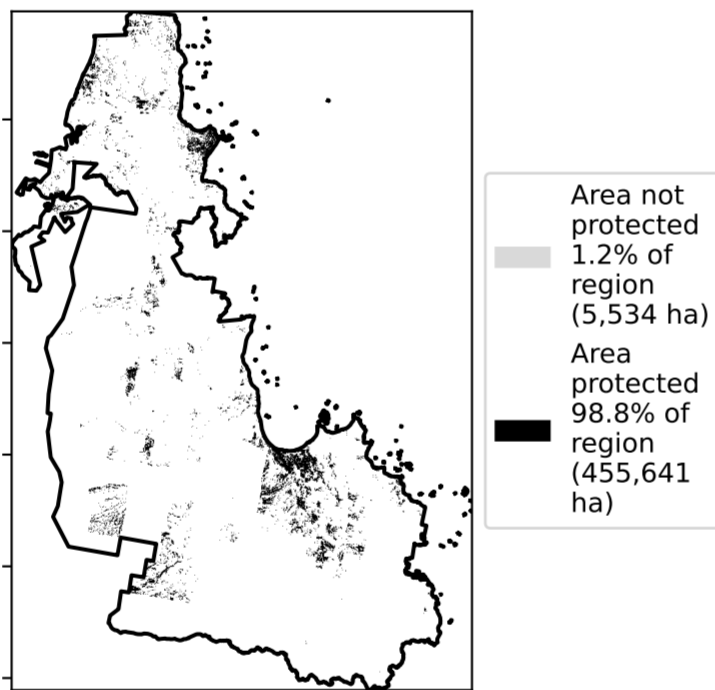 Area not
protected
1.2% of
region
(5,534 ha)
Area
protected
98.8% of
region
(455,641
ha)